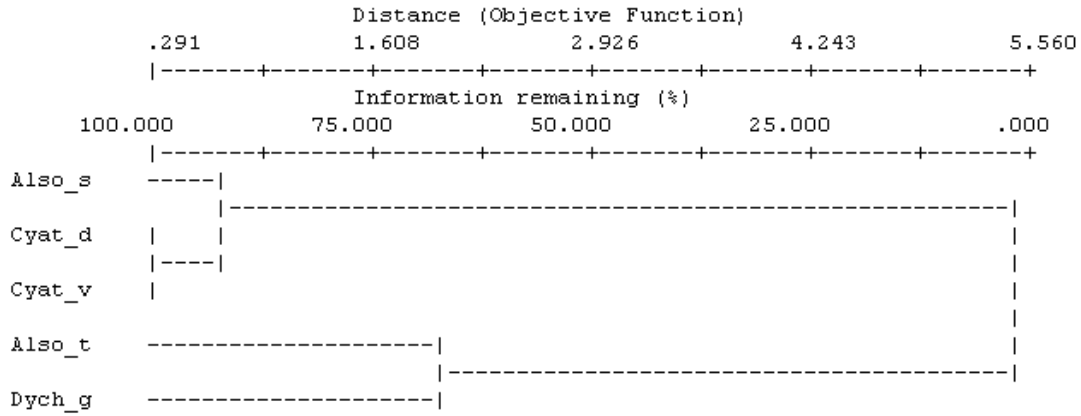 Distance (Objective Function)
.291 1.608 2.926 4.243 5.560
|-------+-------+-------+-------+-------+-------+-------+-------+
Information remaining (%)
100.000 75.000 50.000 25.000 .000
|-------+-------+-------+-------+-------+-------+-------+-------+
Also_s
Cyat_d
Cyat_v
Also_t
Dych_g